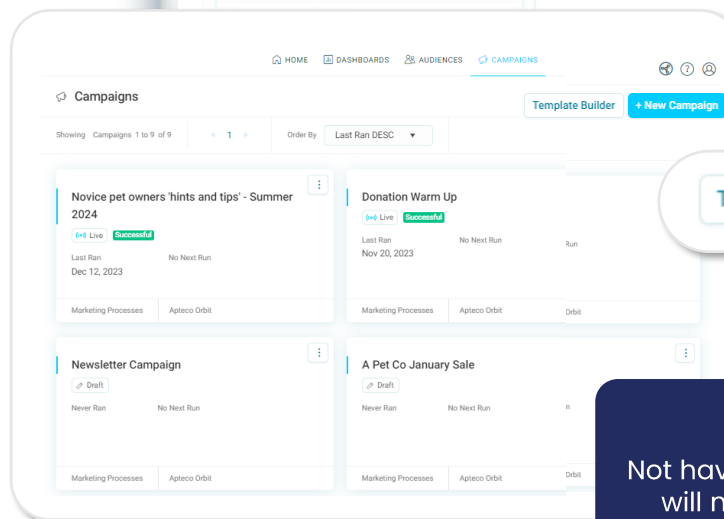 HOME DASHBOARDS AUDIENCES CAMPAIGNS
Campaigns
Template Builder + New Campaign
Showing Campaigns 1 to 9 of 9 1 Order By Last Ran DESC
Novice pet owners 'hints and tips' - Summer
2024
Live Successful
Last Ran No Next Run
Dec 12, 2023
Marketing Processes Apteco Orbit
Donation Warm Up
Live Successful
Last Ran No Next Run
Nov 20, 2023
Marketing Processes Apteco Orbit
Run
Orbit
Newsletter Campaign
Draft
Never Ran No Next Run
Marketing Processes Apteco Orbit
A Pet Co January Sale
Draft
Never Ran No Next Run
Marketing Processes Apteco Orbit
Orbit
Not hav
will